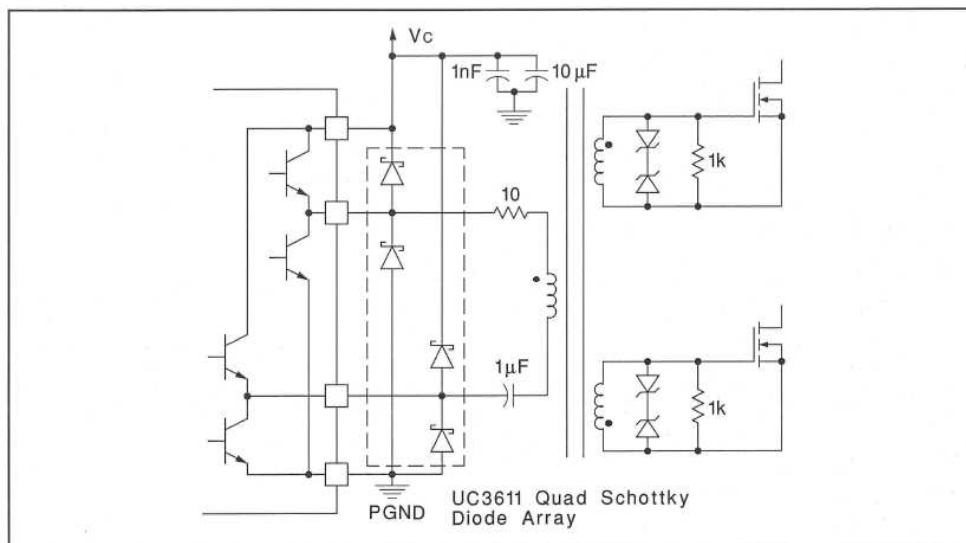 Vc
1nF
10 μF
10
1k
1μF
1k
PGND
UC3611 Quad Schottky
Diode Array